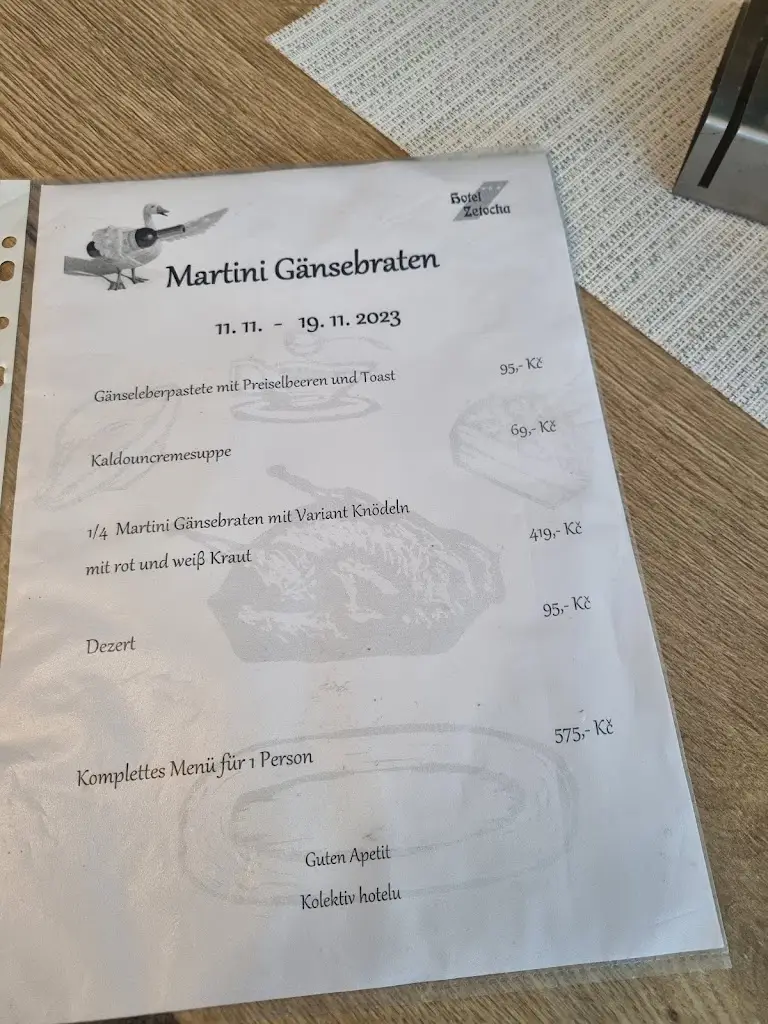 Hotel
Zetocha
Martini Gänsebraten
11. 11. - 19. 11. 2023
Gänseleberpastete mit Preiselbeeren und Toast 95,- Kč
Kaldouncremesuppe 69,- Kč
1/4 Martini Gänsebraten mit Variant Knödeln
mit rot und weiß Kraut 419,- Kč
Dezert 95,- Kč
Komplettes Menü für 1 Person 575,- Kč
Guten Apetit
Kolektiv hotelu